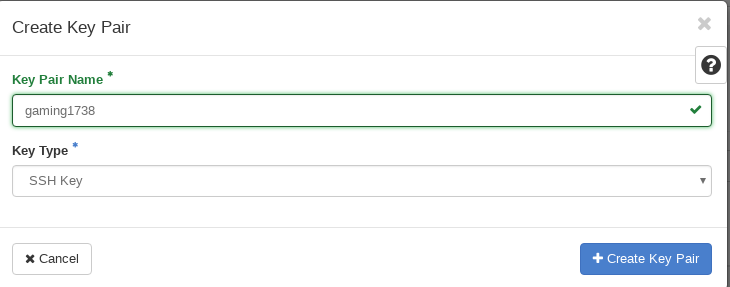 Create Key Pair
Key Pair Name *
gaming1738
Key Type *
SSH Key
Cancel
Create Key Pair